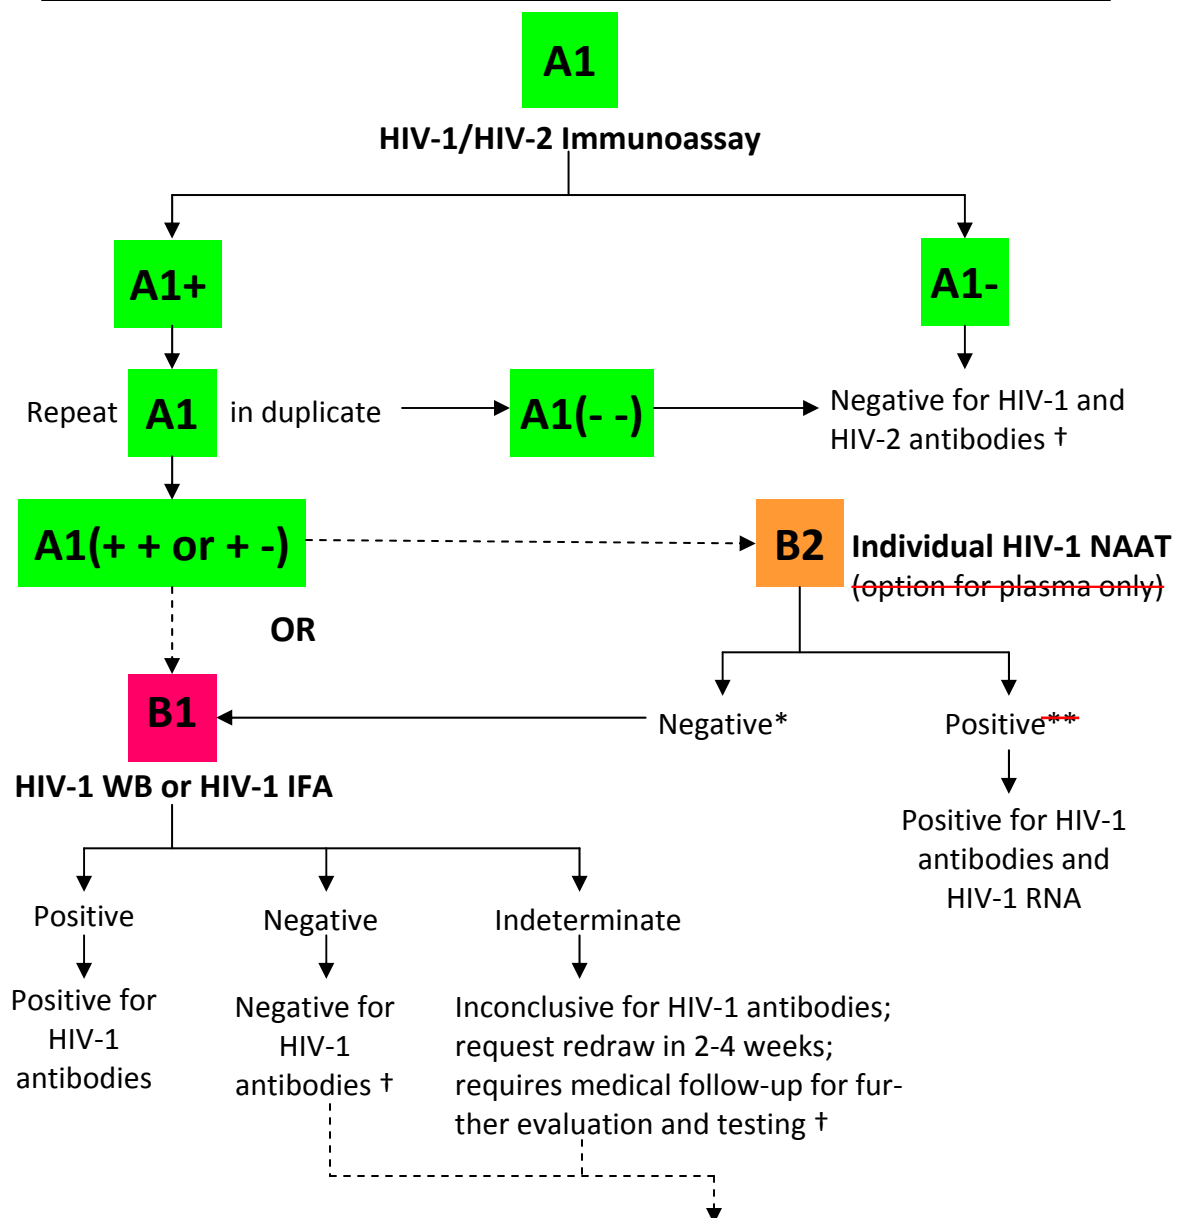 A1
HIV-1/HIV-2 Immunoassay
A1+
A1-
Repeat A1 in duplicate
A1(- -)
Negative for HIV-1 and
HIV-2 antibodies †
A1(+ + or + -)
B2
Individual HIV-1 NAAT
(option for plasma only)
OR
B1
Negative*
Positive**
HIV-1 WB or HIV-1 IFA
Positive for HIV-1
antibodies and
HIV-1 RNA
Positive
Negative
Indeterminate
Positive for
HIV-1
antibodies
Negative for
HIV-1
antibodies †
Inconclusive for HIV-1 antibodies;
request redraw in 2-4 weeks;
requires medical follow-up for fur-
ther evaluation and testing †